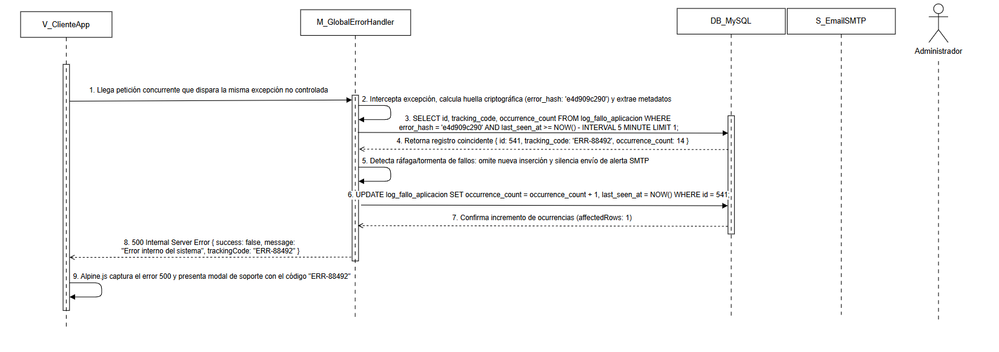 V_ClienteApp
M_GlobalErrorHandler
DB_MySQL
S_EmailSMTP
Administrador
1. Llega petición concurrente que dispara la misma excepción no controlada
2. Intercepta excepción, calcula huella criptográfica (error_hash: 'e4d909c290') y extrae metadatos
3. SELECT id, tracking_code, occurrence_count FROM log_fallo_aplicacion WHERE
error_hash = 'e4d909c290' AND last_seen_at >= NOW() - INTERVAL 5 MINUTE LIMIT 1;
4. Retorna registro coincidente { id: 541, tracking_code: 'ERR-88492', occurrence_count: 14 }
5. Detecta ráfaga/tormenta de fallos: omite nueva inserción y silencia envío de alerta SMTP
6. UPDATE log_fallo_aplicacion SET occurrence_count = occurrence_count + 1, last_seen_at = NOW() WHERE id = 541;
7. Confirma incremento de ocurrencias (affectedRows: 1)
8. 500 Internal Server Error { success: false, message:
"Error interno del sistema", trackingCode: "ERR-88492" }
9. Alpine.js captura el error 500 y presenta modal de soporte con el código "ERR-88492"